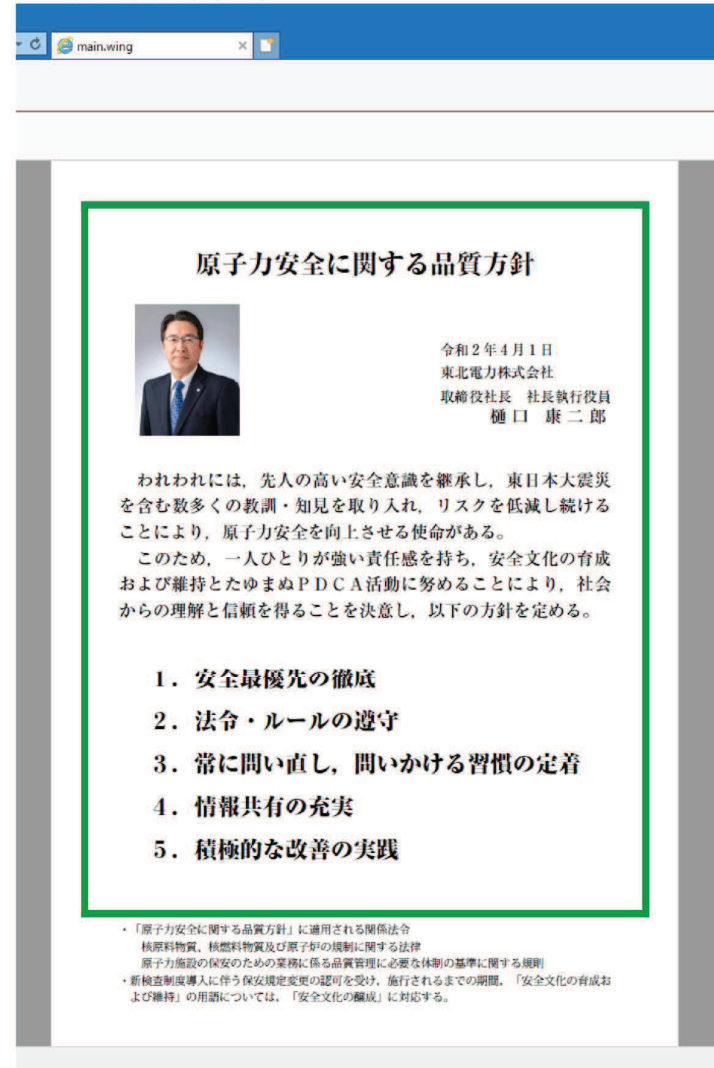 main.wing
原子力安全に関する品質方針
令和2年4月1日
東北電力株式会社
取締役社長　社長執行役員
樋口　康二郎
われわれには，先人の高い安全意識を継承し，東日本大震災
を含む数多くの教訓・知見を取り入れ，リスクを低減し続ける
ことにより，原子力安全を向上させる使命がある。
このため，一人ひとりが強い責任感を持ち，安全文化の育成
および維持とたゆまぬＰＤＣＡ活動に努めることにより，社会
からの理解と信頼を得ることを決意し，以下の方針を定める。
1．安全最優先の徹底
2．法令・ルールの遵守
3．常に問い直し，問いかける習慣の定着
4．情報共有の充実
5．積極的な改善の実践
・「原子力安全に関する品質方針」に適用される関係法令
核原料物質、核燃料物質及び原子炉の規制に関する法律
原子力施設の保安のための業務に係る品質管理に必要な体制の基準に関する規則
・新検査制度導入に伴う保安規定変更の認可を受け，施行されるまでの期間，「安全文化の育成お
よび維持」の用語については，「安全文化の醸成」に対応する。